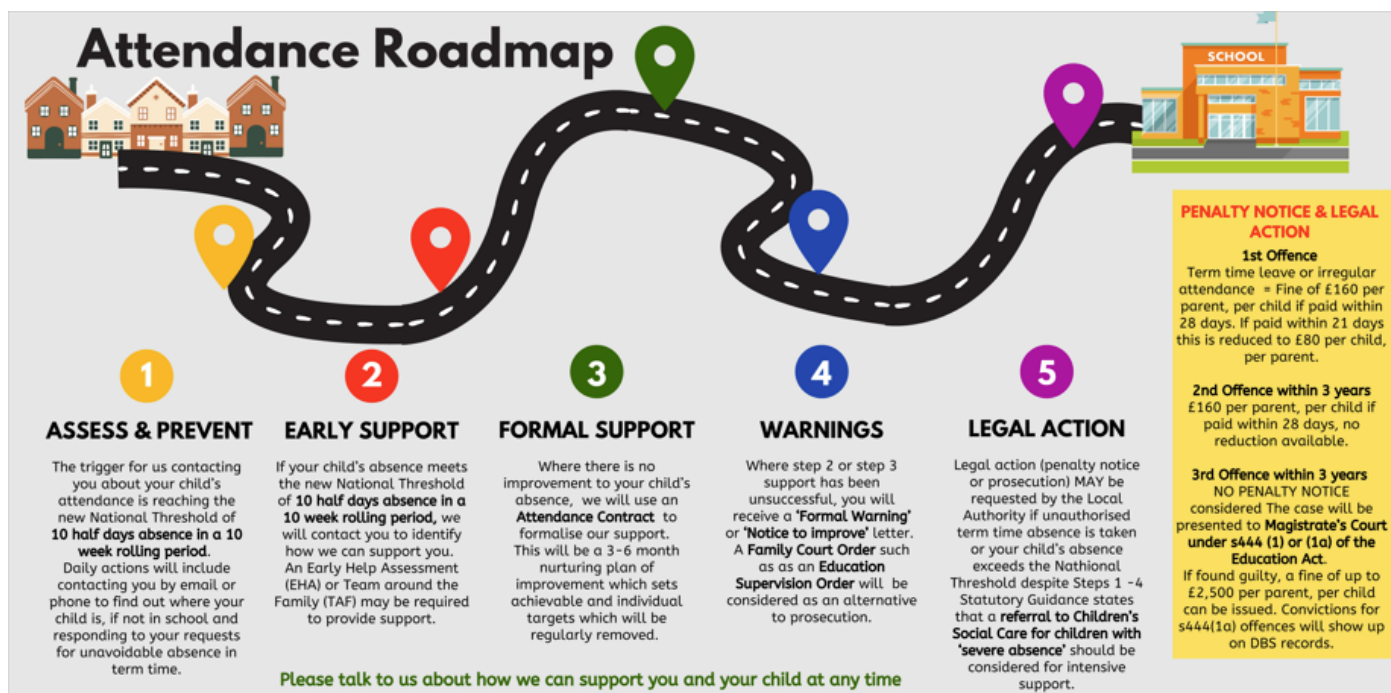 Attendance Roadmap
SCHOOL
1
ASSESS & PREVENT
The trigger for us contacting
you about your child's
attendance is reaching the
new National Threshold of
10 half days absence in a 10
week rolling period.
Daily actions will include
contacting you by email or
phone to find out where your
child is, if not in school and
responding to your requests
for unavoidable absence in
term time.
2
EARLY SUPPORT
If your child's absence meets
the new National Threshold
of 10 half days absence in a
10 week rolling period, we
will contact you to identify
how we can support you.
An Early Help Assessment
(EHA) or Team around the
Family (TAF) may be required
to provide support.
3
FORMAL SUPPORT
Where there is no
improvement to your child's
absence, we will use an
Attendance Contract to
formalise our support.
This will be a 3-6 month
nurturing plan of
improvement which sets
achievable and individual
targets which will be
regularly removed.
4
WARNINGS
Where step 2 or step 3
support has been
unsuccessful, you will
receive a 'Formal Warning'
or 'Notice to improve' letter.
A Family Court Order such
as as an Education
Supervision Order will be
considered as an alternative
to prosecution.
5
LEGAL ACTION
Legal action (penalty notice
or prosecution) MAY be
requested by the Local
Authority if unauthorised
term time absence is taken
or your child's absence
exceeds the Nathional
Threshold despite Steps 1 -4
Statutory Guidance states
that a referral to Children's
Social Care for children with
'severe absence' should be
considered for intensive
support.
PENALTY NOTICE & LEGAL
ACTION
1st Offence
Term time leave or irregular
attendance = Fine of £160 per
parent, per child if paid within
28 days. If paid within 21 days
this is reduced to £80 per child,
per parent.
2nd Offence within 3 years
£160 per parent, per child if
paid within 28 days, no
reduction available.
3rd Offence within 3 years
NO PENALTY NOTICE
considered The case will be
presented to Magistrate's Court
under s444 (1) or (1a) of the
Education Act.
If found guilty, a fine of up to
£2,500 per parent, per child
can be issued. Convictions for
s444(1a) offences will show up
on DBS records.
Please talk to us about how we can support you and your child at any time